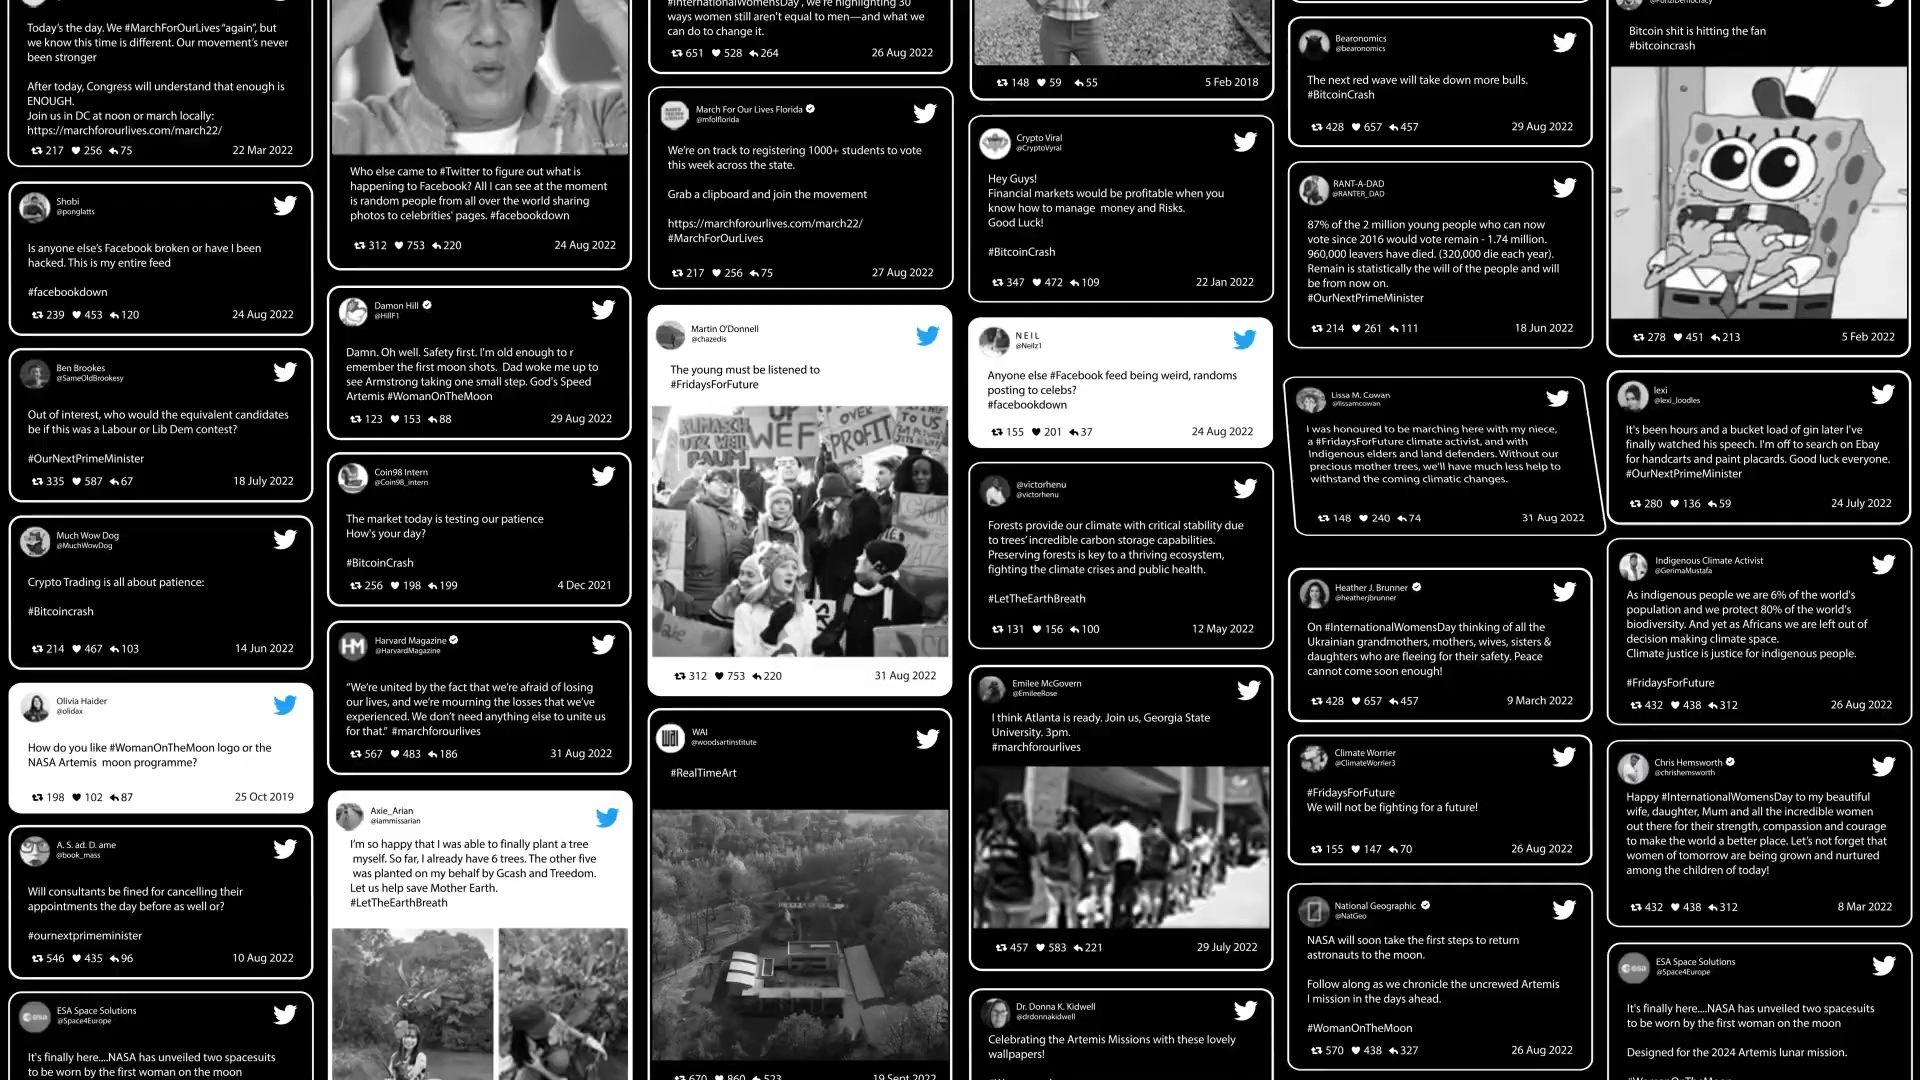 Today's the day. We #MarchForOurLives "again", but
we know this time is different. Our movement's never
been stronger
After today, Congress will understand that enough is
ENOUGH.
Join us in DC at noon or march locally:
https://marchforourlives.com/march22/
217 256 75 22 Mar 2022
Shobi
@ponglatts
Is anyone else's Facebook broken or have I been
hacked. This is my entire feed
#facebookdown
239 453 120 24 Aug 2022
Ben Brookes
@SameOldBrookesy
Out of interest, who would the equivalent candidates
be if this was a Labour or Lib Dem contest?
#OurNextPrimeMinister
335 587 67 18 July 2022
Much Wow Dog
@MuchWowDog
Crypto Trading is all about patience:
#Bitcoincrash
214 467 103 14 Jun 2022
Olivia Haider
@olidax
How do you like #WomanOnTheMoon logo or the
NASA Artemis moon programme?
198 102 87 25 Oct 2019
A. S. ad. D. ame
@book_mass
Will consultants be fined for cancelling their
appointments the day before as well or?
#ournextprimeminister
546 435 96 10 Aug 2022
esa
ESA Space Solutions
@Space4Europe
It's finally here....NASA has unveiled two spacesuits
to be worn by the first woman on the moon
Who else came to #Twitter to figure out what is
happening to Facebook? All I can see at the moment
is random people from all over the world sharing
photos to celebrities' pages. #facebookdown
312 753 220 24 Aug 2022
Damon Hill
@HillF1
Damn. Oh well. Safety first. I'm old enough to r
emember the first moon shots. Dad woke me up to
see Armstrong taking one small step. God's Speed
Artemis #WomanOnTheMoon
123 153 88 29 Aug 2022
Coin98 Intern
@Coin98_intern
The market today is testing our patience
How's your day?
#BitcoinCrash
256 198 199 4 Dec 2021
HM
Harvard Magazine
@HarvardMagazine
"We're united by the fact that we're afraid of losing
our lives, and we're mourning the losses that we've
experienced. We don't need anything else to unite us
for that." #marchforourlives
567 483 186 31 Aug 2022
Axie_Arian
@iammissarian
I'm so happy that I was able to finally plant a tree
myself. So far, I already have 6 trees. The other five
was planted on my behalf by Gcash and Treedom.
Let us help save Mother Earth.
#LetTheEarthBreath
#InternationalWomensDay, we're highlighting 30
ways women still aren't equal to men—and what we
can do to change it.
651 528 264 26 Aug 2022
March For Our Lives Florida
@mfolflorida
We're on track to registering 1000+ students to vote
this week across the state.
Grab a clipboard and join the movement
https://marchforourlives.com/march22/
#MarchForOurLives
217 256 75 27 Aug 2022
Martin O'Donnell
@chazedis
The young must be listened to
#FridaysForFuture
KLIMASCH
UTZ WEIL
UP
WEF
OVER
PROFIT
TO US
312 753 220 31 Aug 2022
wai
WAI
@woodsartinstitute
#RealTimeArt
670 860 523 19 Sept 2022
148 59 55 5 Feb 2018
Crypto Viral
@CryptoVyral
Hey Guys!
Financial markets would be profitable when you
know how to manage money and Risks.
Good Luck!
#BitcoinCrash
347 472 109 22 Jan 2022
N E I L
@Neilz1
Anyone else #Facebook feed being weird, randoms
posting to celebs?
#facebookdown
155 201 37 24 Aug 2022
@victorhenu
@victorhenu
Forests provide our climate with critical stability due
to trees' incredible carbon storage capabilities.
Preserving forests is key to a thriving ecosystem,
fighting the climate crises and public health.
#LetTheEarthBreath
131 156 100 12 May 2022
Emilee McGovern
@EmileeRose
I think Atlanta is ready. Join us, Georgia State
University. 3pm.
#marchforourlives
457 583 221 29 July 2022
Dr. Donna K. Kidwell
@drdonnakidwell
Celebrating the Artemis Missions with these lovely
wallpapers!
Bearonomics
@bearonomics
The next red wave will take down more bulls.
#BitcoinCrash
428 657 457 29 Aug 2022
RANT-A-DAD
@RANTER_DAD
87% of the 2 million young people who can now
vote since 2016 would vote remain - 1.74 million.
960,000 leavers have died. (320,000 die each year).
Remain is statistically the will of the people and will
be from now on.
#OurNextPrimeMinister
214 261 111 18 Jun 2022
Lissa M. Cowan
@lissamcowan
I was honoured to be marching here with my niece,
a #FridaysForFuture climate activist, and with
Indigenous elders and land defenders. Without our
precious mother trees, we'll have much less help to
withstand the coming climatic changes.
148 240 74 31 Aug 2022
Heather J. Brunner
@heatherjbrunner
On #InternationalWomensDay thinking of all the
Ukrainian grandmothers, mothers, wives, sisters &
daughters who are fleeing for their safety. Peace
cannot come soon enough!
428 657 457 9 March 2022
Climate Worrier
@ClimateWorrier3
#FridaysForFuture
We will not be fighting for a future!
155 147 70 26 Aug 2022
National Geographic
@NatGeo
NASA will soon take the first steps to return
astronauts to the moon.
Follow along as we chronicle the uncrewed Artemis
I mission in the days ahead.
#WomanOnTheMoon
570 438 327 26 Aug 2022
Bitcoin shit is hitting the fan
#bitcoincrash
278 451 213 5 Feb 2022
lexi
@lexi_loodles
It's been hours and a bucket load of gin later I've
finally watched his speech. I'm off to search on Ebay
for handcarts and paint placards. Good luck everyone.
#OurNextPrimeMinister
280 136 59 24 July 2022
Indigenous Climate Activist
@GerimaMustafa
As indigenous people we are 6% of the world's
population and we protect 80% of the world's
biodiversity. And yet as Africans we are left out of
decision making climate space.
Climate justice is justice for indigenous people.
#FridaysForFuture
432 438 312 26 Aug 2022
Chris Hemsworth
@chrishemsworth
Happy #InternationalWomensDay to my beautiful
wife, daughter, Mum and all the incredible women
out there for their strength, compassion and courage
to make the world a better place. Let's not forget that
women of tomorrow are being grown and nurtured
among the children of today!
432 438 312 8 Mar 2022
esa
ESA Space Solutions
@Space4Europe
It's finally here....NASA has unveiled two spacesuits
to be worn by the first woman on the moon
Designed for the 2024 Artemis lunar mission.